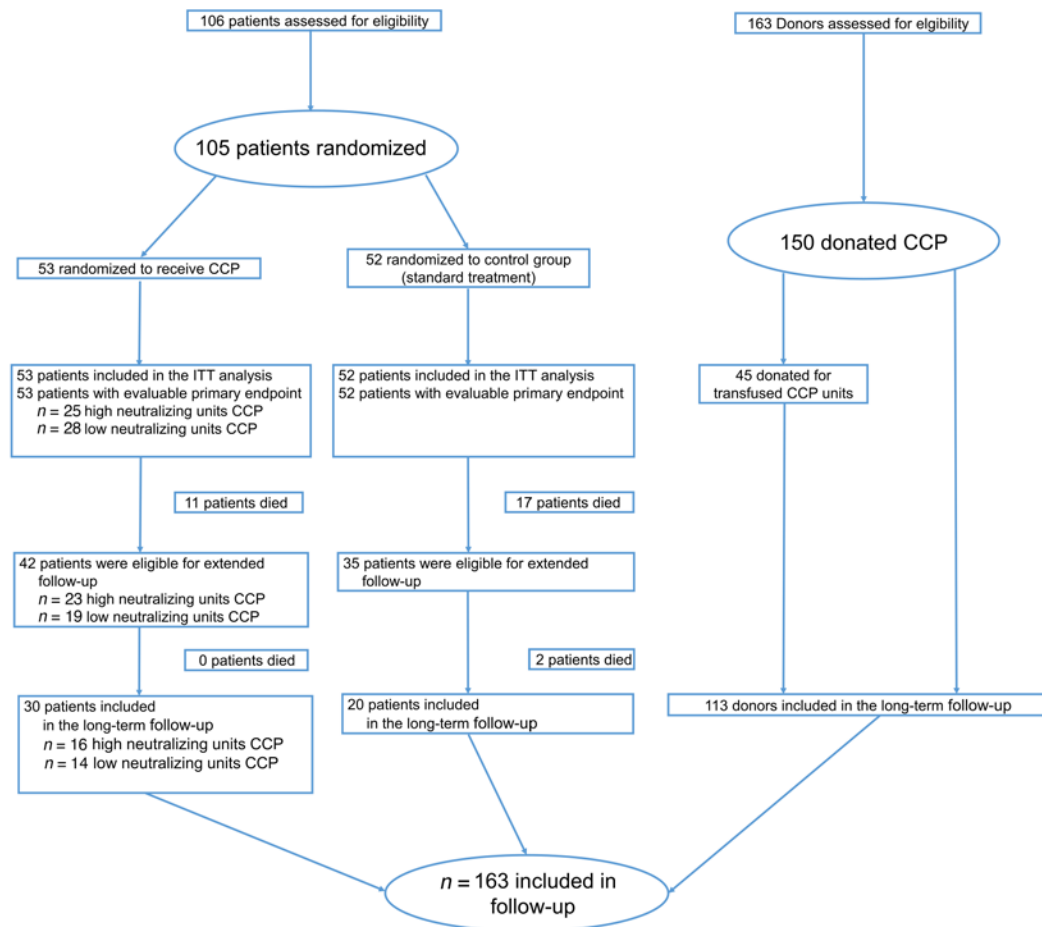 106 patients assessed for eligibility
163 Donors assessed for elgibility
105 patients randomized
150 donated CCP
53 randomized to receive CCP
52 randomized to control group
(standard treatment)
53 patients included in the ITT analysis
53 patients with evaluable primary endpoint
n = 25 high neutralizing units CCP
n = 28 low neutralizing units CCP
52 patients included in the ITT analysis
52 patients with evaluable primary endpoint
45 donated for
transfused CCP units
11 patients died
17 patients died
42 patients were eligible for extended
follow-up
n = 23 high neutralizing units CCP
n = 19 low neutralizing units CCP
35 patients were eligible for extended
follow-up
0 patients died
2 patients died
30 patients included
in the long-term follow-up
n = 16 high neutralizing units CCP
n = 14 low neutralizing units CCP
20 patients included
in the long-term follow-up
113 donors included in the long-term follow-up
n = 163 included in
follow-up